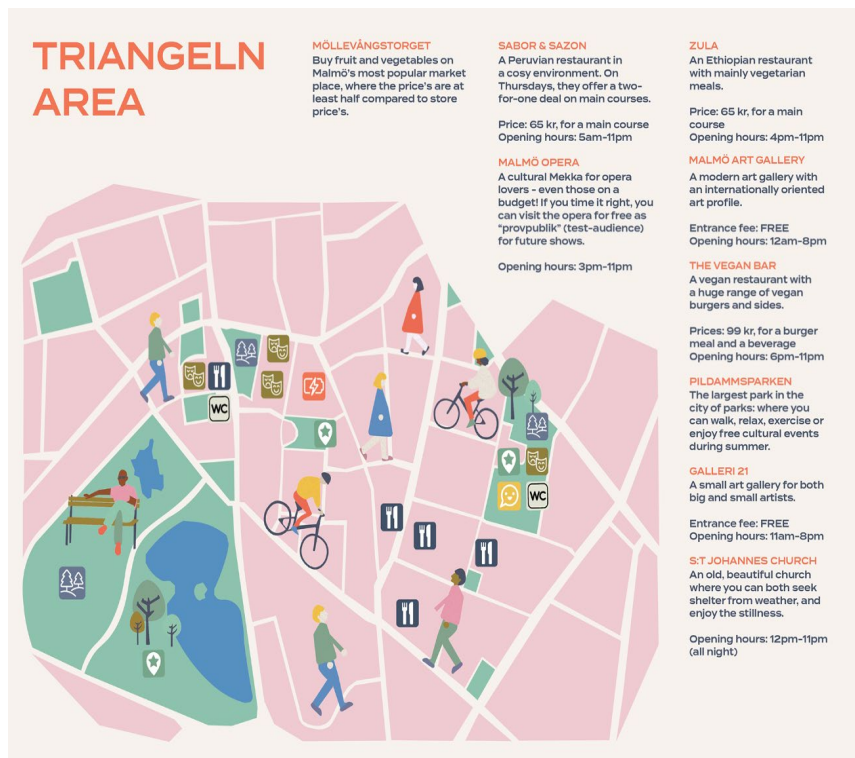 TRIANGELN
AREA
MÖLLEVÅNGSTORGET
Buy fruit and vegetables on
Malmö's most popular market
place, where the price's are at
least half compared to store
price's.
SABOR & SAZON
A Peruvian restaurant in
a cosy environment. On
Thursdays, they offer a two-
for-one deal on main courses.
Price: 65 kr, for a main course
Opening hours: 5am-11pm
MALMÖ OPERA
A cultural Mekka for opera
lovers - even those on a
budget! If you time it right, you
can visit the opera for free as
"provpublik" (test-audience)
for future shows.
Opening hours: 3pm-11pm
ZULA
An Ethiopian restaurant
with mainly vegetarian
meals.
Price: 65 kr, for a main
course
Opening hours: 4pm-11pm
MALMÖ ART GALLERY
A modern art gallery with
an internationally oriented
art profile.
Entrance fee: FREE
Opening hours: 12am-8pm
THE VEGAN BAR
A vegan restaurant with
a huge range of vegan
burgers and sides.
Prices: 99 kr, for a burger
meal and a beverage
Opening hours: 6pm-11pm
PILDAMMSPARKEN
The largest park in the
city of parks: where you
can walk, relax, exercise or
enjoy free cultural events
during summer.
GALLERI 21
A small art gallery for both
big and small artists.
Entrance fee: FREE
Opening hours: 11am-8pm
S:T JOHANNES CHURCH
An old, beautiful church
where you can both seek
shelter from weather, and
enjoy the stillness.
Opening hours: 12pm-11pm
(all night)
WC
WC